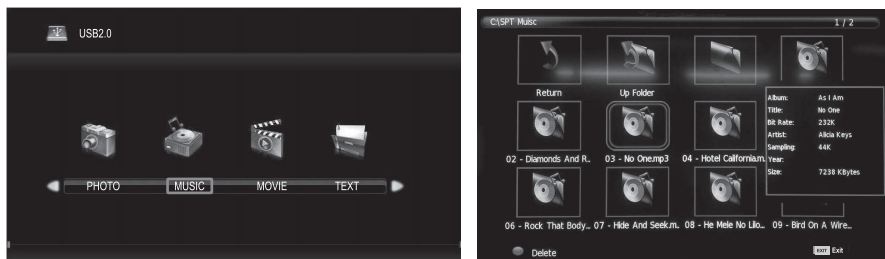 USB2.0
PHOTO MUSIC MOVIE TEXT
C:\SPT Muisc 1 / 2
Return Up Folder
Album: As I Am
Title: No One
Bit Rate: 232K
Artist: Alicia Keys
Sampling: 44K
Year:
Size: 7238 KBytes
02 - Diamonds And R.. 03 - No One.mp3 04 - Hotel California.m.
06 - Rock That Body... 07 - Hide And Seek.m.. 08 - He Mele No Lilo... 09 - Bird On A Wire...
Delete EXIT Exit